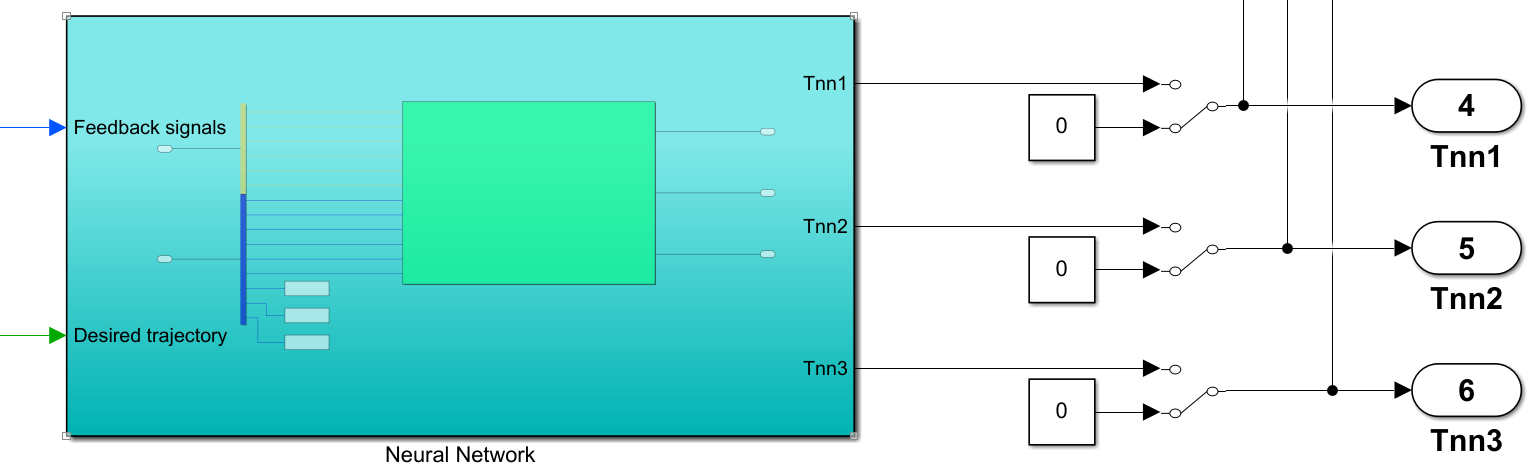 Tnn1
0
4
Tnn1
Feedback signals
Tnn2
0
5
Tnn2
Desired trajectory
Tnn3
0
6
Tnn3
Neural Network